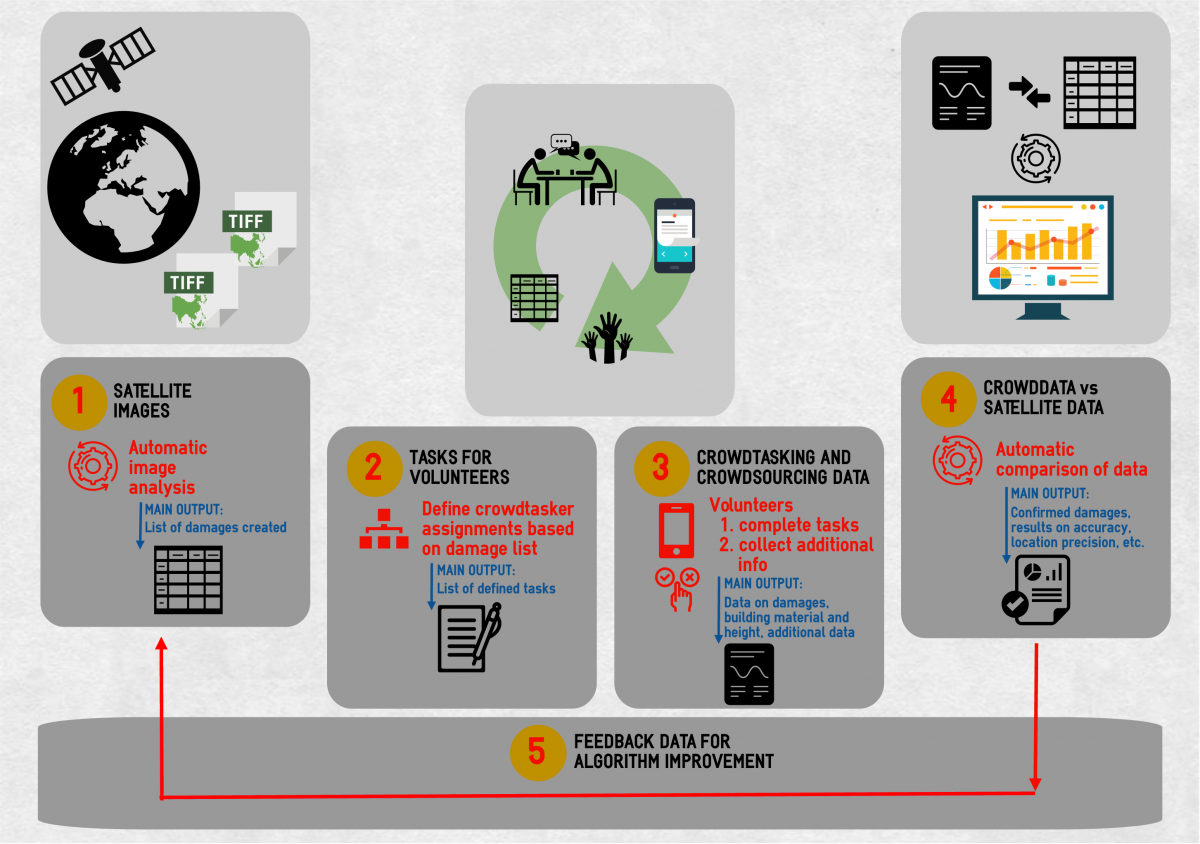 TIFF
TIFF
1
SATELLITE
IMAGES
Automatic
image
analysis
MAIN OUTPUT:
List of damages created
2
TASKS FOR
VOLUNTEERS
Define crowdtasker
assignments based
on damage list
MAIN OUTPUT:
List of defined tasks
3
CROWDTASKING AND
CROWDSOURCING DATA
Volunteers
1. complete tasks
2. collect additional
info
MAIN OUTPUT:
Data on damages,
building material and
height, additional data
4
CROWDDATA vs
SATELLITE DATA
Automatic
comparison of data
MAIN OUTPUT:
Confirmed damages,
results on accuracy,
location precision, etc.
5
FEEDBACK DATA FOR
ALGORITHM IMPROVEMENT